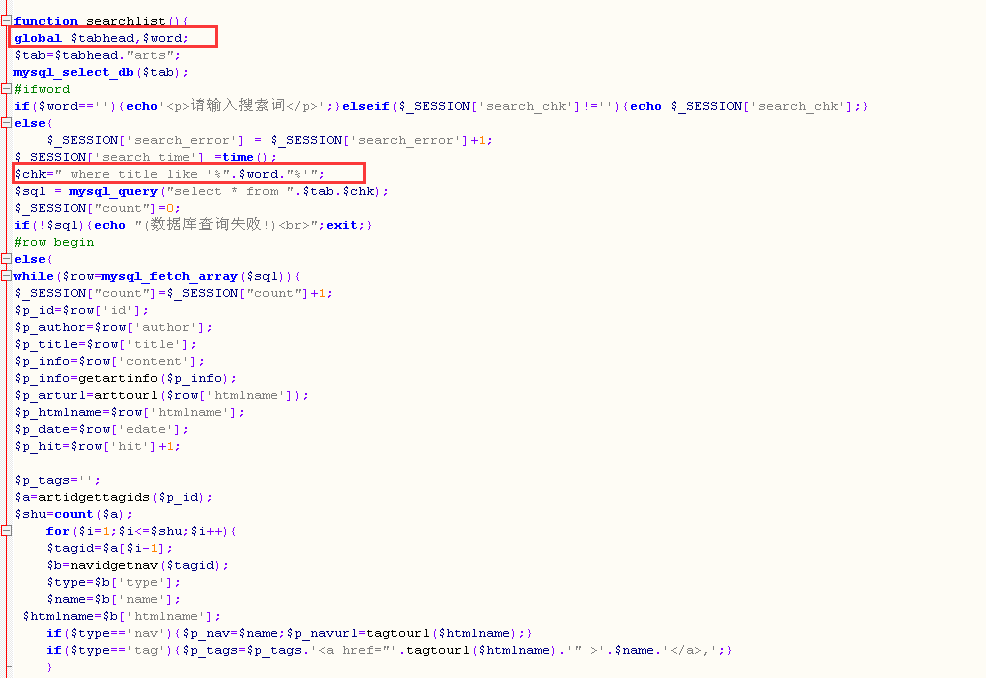 function searchlist(){
global $tabhead,$word;
$tab=$tabhead."arts";
mysql_select_db($tab);
#ifword
if($word==''){echo'<p>请输入搜索词</p>';}elseif($_SESSION['search_chk']!=''){echo $_SESSION['search_chk'];}
else{
$_SESSION['search_error'] = $_SESSION['search_error']+1;
$_SESSION['search_time'] =time();
$chk=" where title like '%".$word."%'";
$sql = mysql_query("select * from ".$tab.$chk);
$_SESSION["count"]=0;
if(!$sql){echo "(数据库查询失败!)<br>";exit;}
#row begin
else{
while($row=mysql_fetch_array($sql)){
$_SESSION["count"]=$_SESSION["count"]+1;
$p_id=$row['id'];
$p_author=$row['author'];
$p_title=$row['title'];
$p_info=$row['content'];
$p_info=getartinfo($p_info);
$p_arturl=arttourl($row['htmlname']);
$p_htmlname=$row['htmlname'];
$p_date=$row['edate'];
$p_hit=$row['hit']+1;
$p_tags='';
$a=artidgettagids($p_id);
$shu=count($a);
for($i=1;$i<=$shu;$i++){
$tagid=$a[$i-1];
$b=navidgetnav($tagid);
$type=$b['type'];
$name=$b['name'];
$htmlname=$b['htmlname'];
if($type=='nav'){$p_nav=$name;$p_navurl=tagtourl($htmlname);}
if($type=='tag'){$p_tags=$p_tags.'<a href="'.tagtourl($htmlname).'" >'.$name.'</a>,';}
}